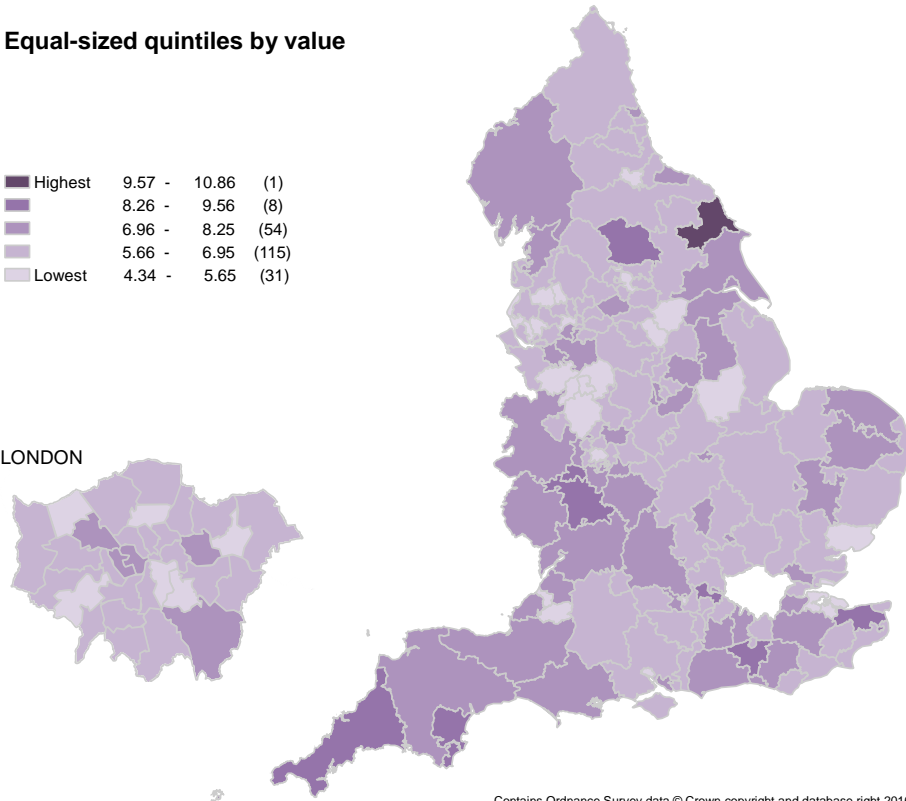 Equal-sized quintiles by value
Highest 9.57 - 10.86 (1)
8.26 - 9.56 (8)
6.96 - 8.25 (54)
5.66 - 6.95 (115)
Lowest 4.34 - 5.65 (31)
LONDON
Contains Ordnance Survey data © Crown copyright and database right 201